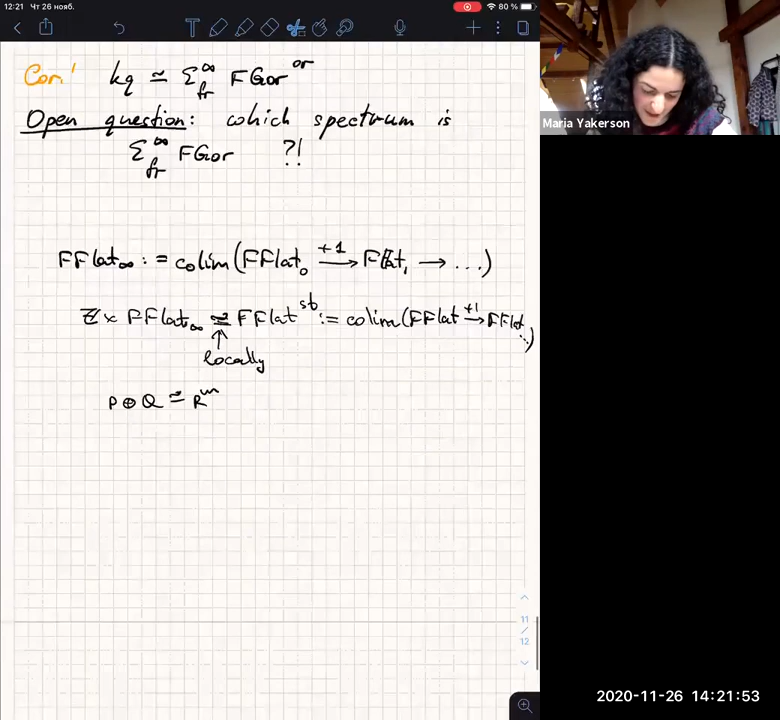 12:21 Чт 26 нояб. 80 %
Cor.' kq ≃ Σ^∞_fr FGor^or
Open question: which spectrum is
Σ^∞_fr FGor ?!
FFlat_∞ := colim(FFlat_0 →^{+1} FFlat_1 → ...)
Z × FFlat_∞ ≃ FFlat^st := colim(FFlat →^{+1} FFlat ...)
↑
locally
P ⊕ Q ≃ R^m
Maria Yakerson
11 / 12
2020-11-26 14:21:53